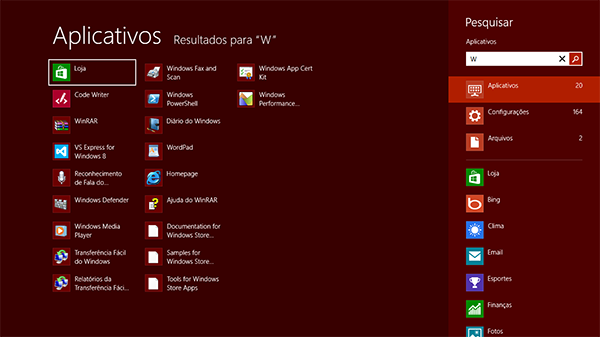 Aplicativos Resultados para "W"
Loja
Code Writer
WinRAR
VS Express for
Windows 8
Reconhecimento
de Fala do...
Windows Defender
Windows Media
Player
Transferência Fácil
do Windows
Relatórios da
Transferência Fáci...
Windows Fax and
Scan
Windows
PowerShell
Diário do Windows
WordPad
Homepage
Ajuda do WinRAR
Documentation for
Windows Store...
Samples for
Windows Store...
Tools for Windows
Store Apps
Windows App Cert
Kit
Windows
Performance...
Pesquisar
Aplicativos
W
Aplicativos 20
Configurações 164
Arquivos 2
Loja
Bing
Clima
Email
Esportes
Finanças
Fotos